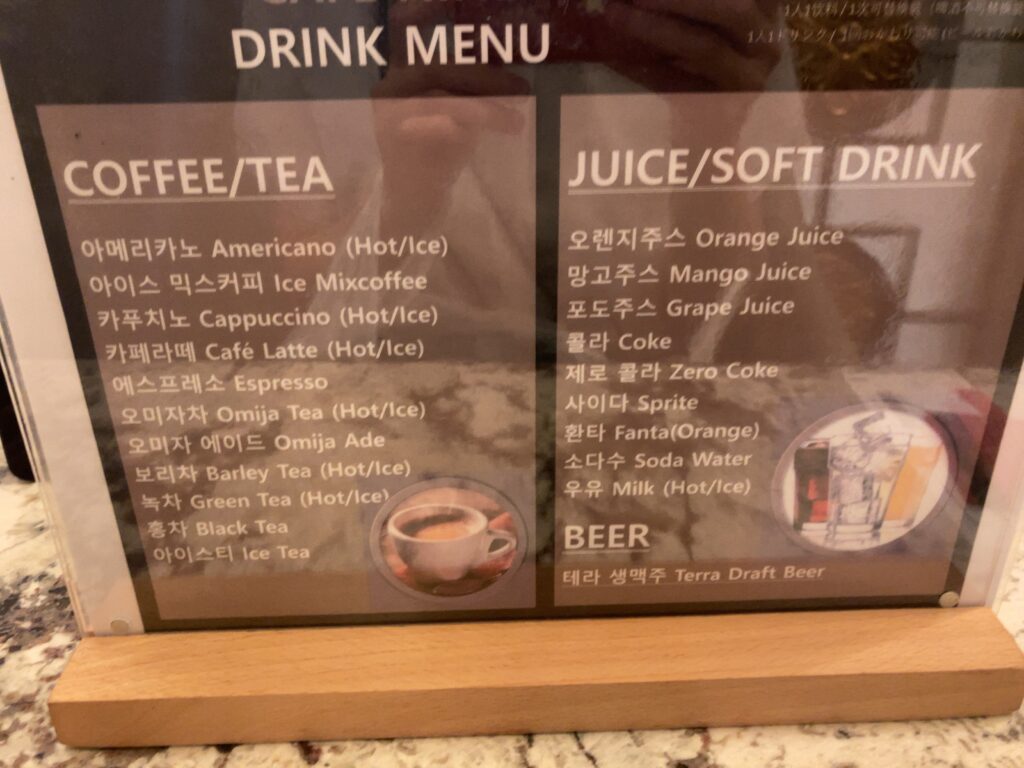 DRINK MENU
COFFEE/TEA
아메리카노 Americano (Hot/Ice)
아이스 믹스커피 Ice Mixcoffee
카푸치노 Cappuccino (Hot/Ice)
카페라떼 Café Latte (Hot/Ice)
에스프레소 Espresso
오미자차 Omija Tea (Hot/Ice)
오미자 에이드 Omija Ade
보리차 Barley Tea (Hot/Ice)
녹차 Green Tea (Hot/Ice)
홍차 Black Tea
아이스티 Ice Tea
JUICE/SOFT DRINK
오렌지주스 Orange Juice
망고주스 Mango Juice
포도주스 Grape Juice
콜라 Coke
제로 콜라 Zero Coke
사이다 Sprite
환타 Fanta(Orange)
소다수 Soda Water
우유 Milk (Hot/Ice)
BEER
테라 생맥주 Terra Draft Beer